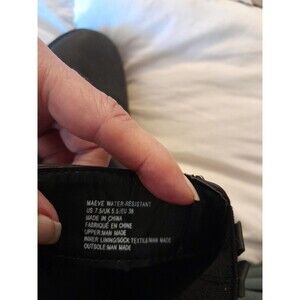 MAEVE WATER-RESISTANT
US 7.5/UK 5.5/EU 38
MADE IN CHINA
FABRIQUÉ EN CHINE
UPPER:MAN MADE
INNER LINING/SOCK:TEXTILE/MAN MADE
OUTSOLE:MAN MADE